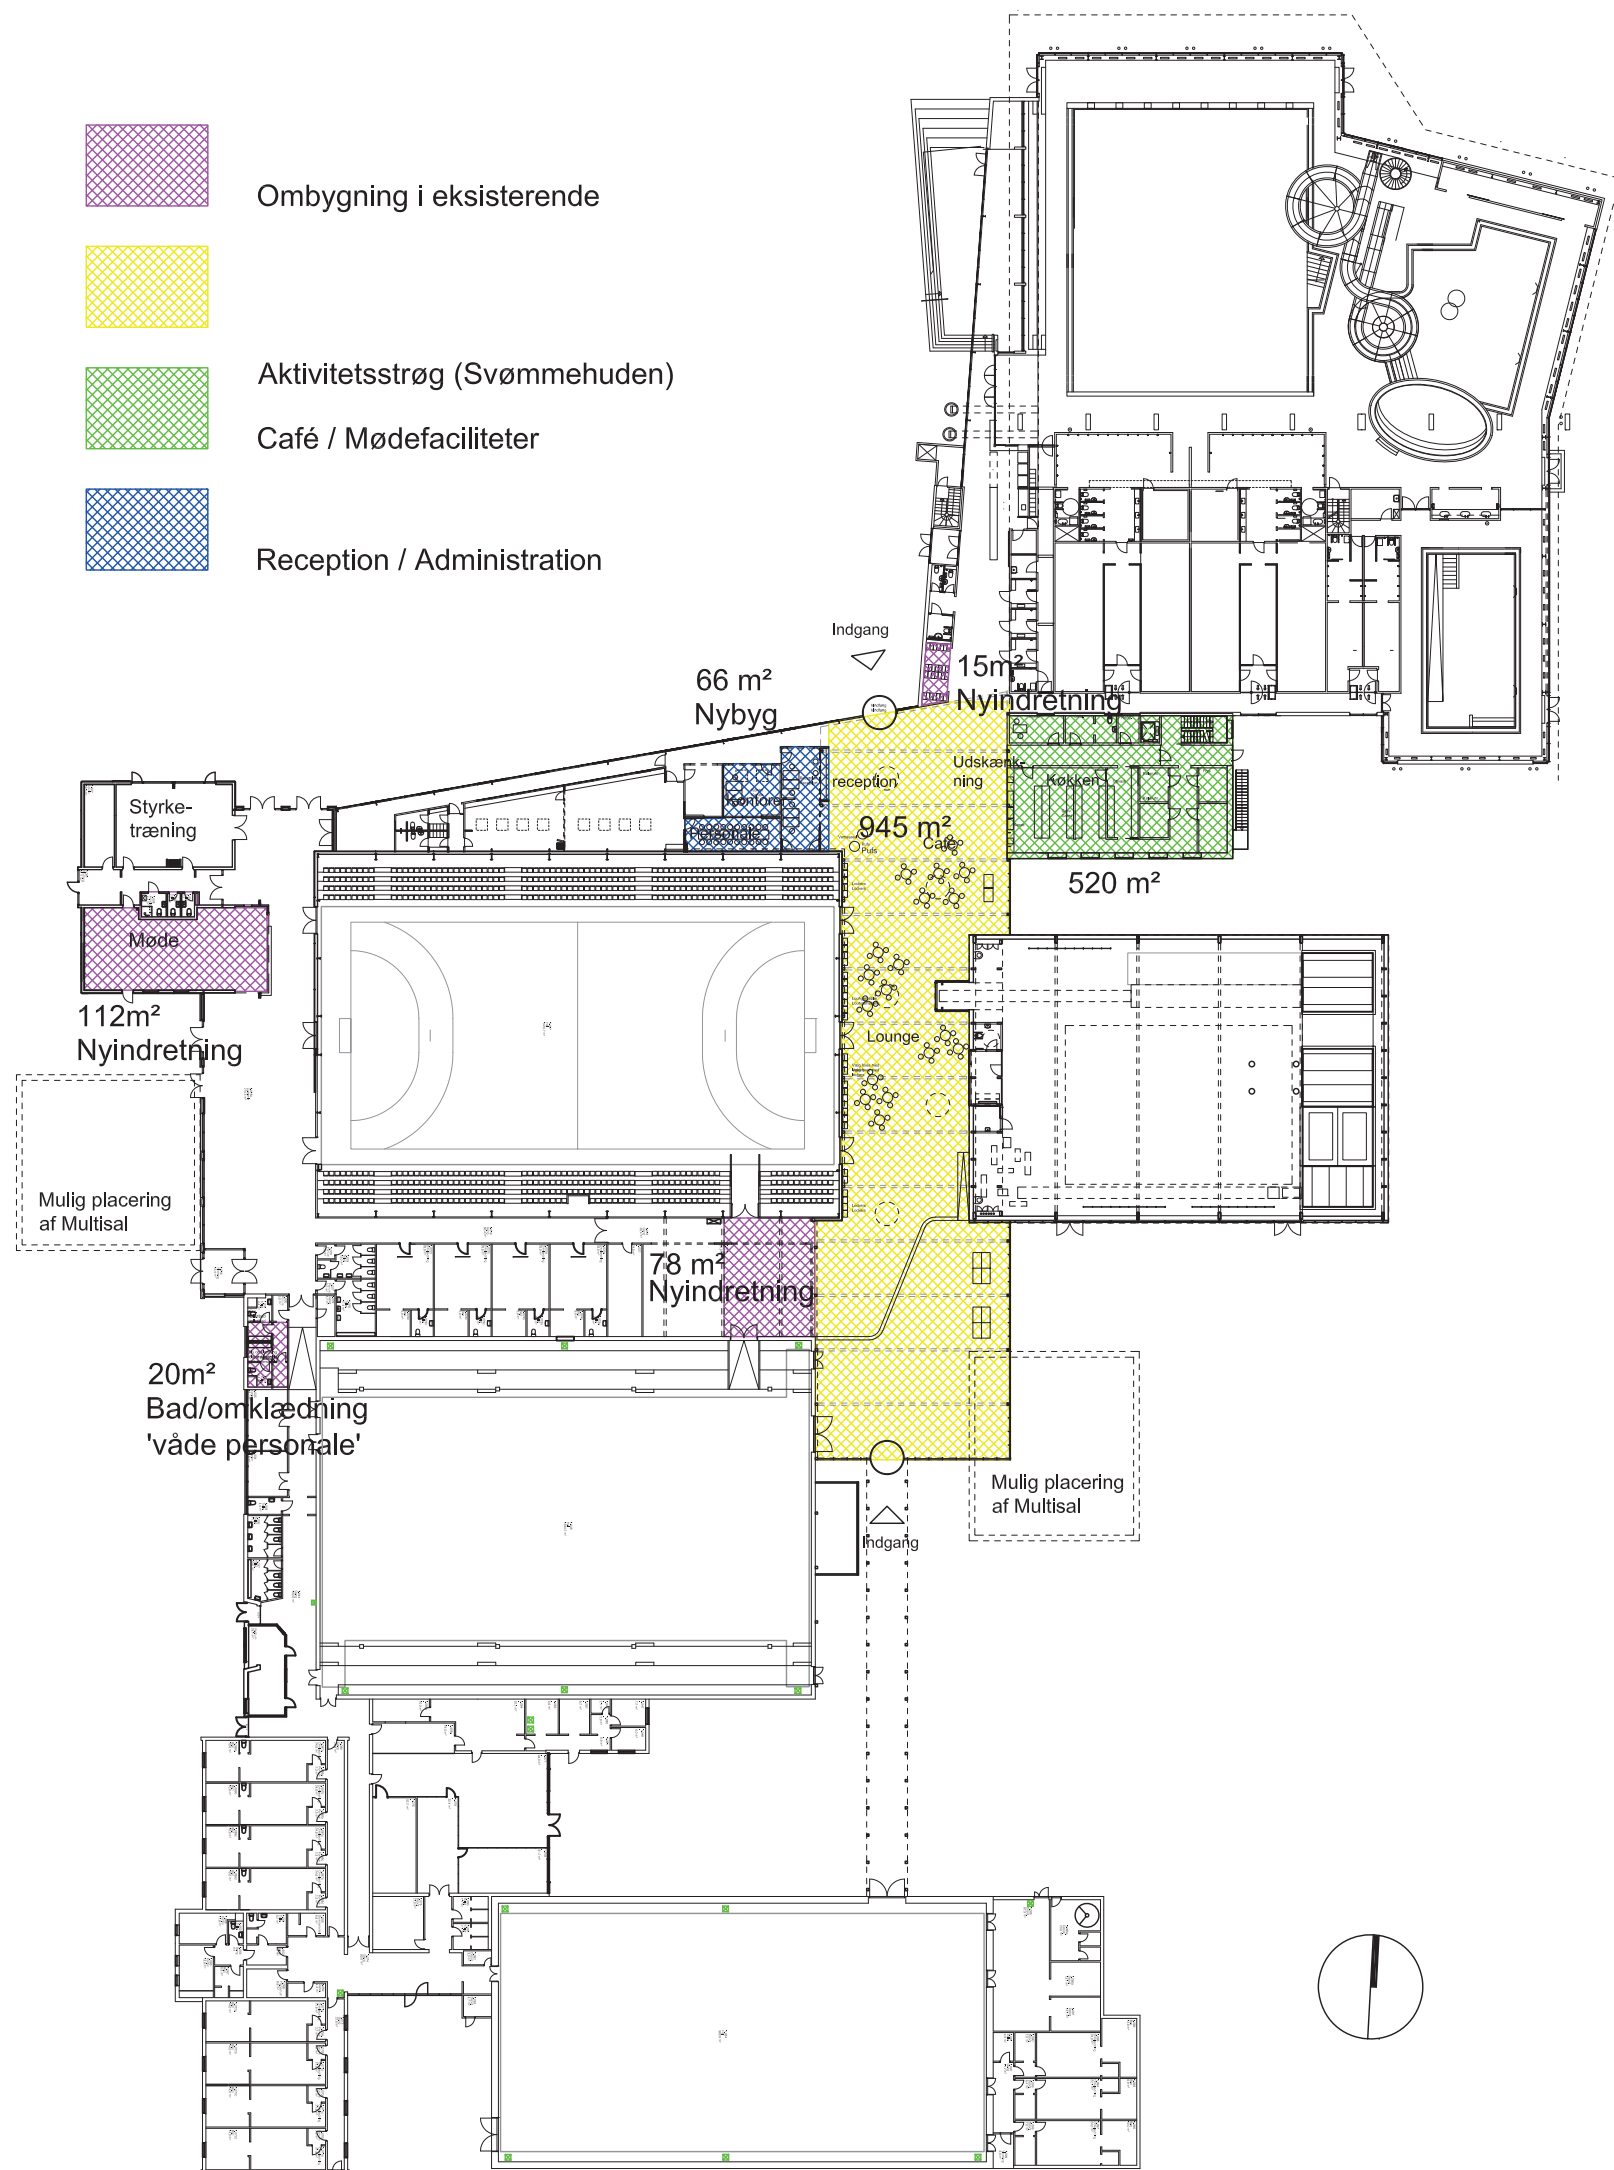 Ombygning i eksisterende
Aktivitetsstrøg (Svømmehuden)
Café / Mødefaciliteter
Reception / Administration
Indgang
15m²
Nyindretning
66 m²
Nybyg
Udskænk-
ning
reception
Køkken
Kontorer
Personale
945 m²
Café
Puls
520 m²
Styrke-
træning
Møde
112m²
Nyindretning
Lounge
Mulig placering
af Multisal
78 m²
Nyindretning
20m²
Bad/omklædning
'våde personale'
Mulig placering
af Multisal
Indgang